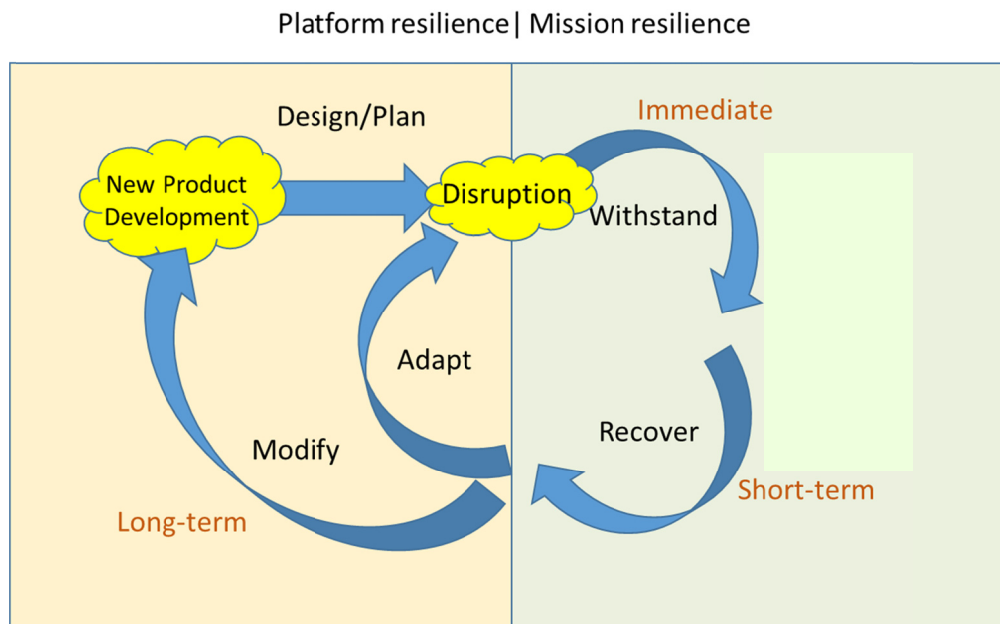 Platform resilience| Mission resilience
Design/Plan
Immediate
New Product
Development
Disruption
Withstand
Adapt
Recover
Modify
Short-term
Long-term